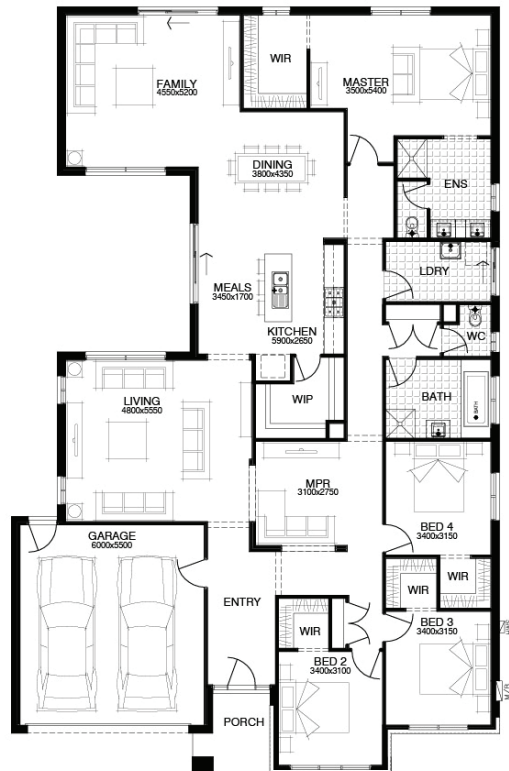 WIR
FAMILY
4550x5200
MASTER
3500x5400
DINING
3800x4350
ENS
LDRY
MEALS
3450x1700
KITCHEN
5900x2650
WC
WIP
BATH
BATH
LIVING
4800x5550
MPR
3100x2750
GARAGE
6000x5500
BED 4
3400x3150
WIR
WIR
ENTRY
WIR
BED 3
3400x3150
BED 2
3400x3100
PORCH